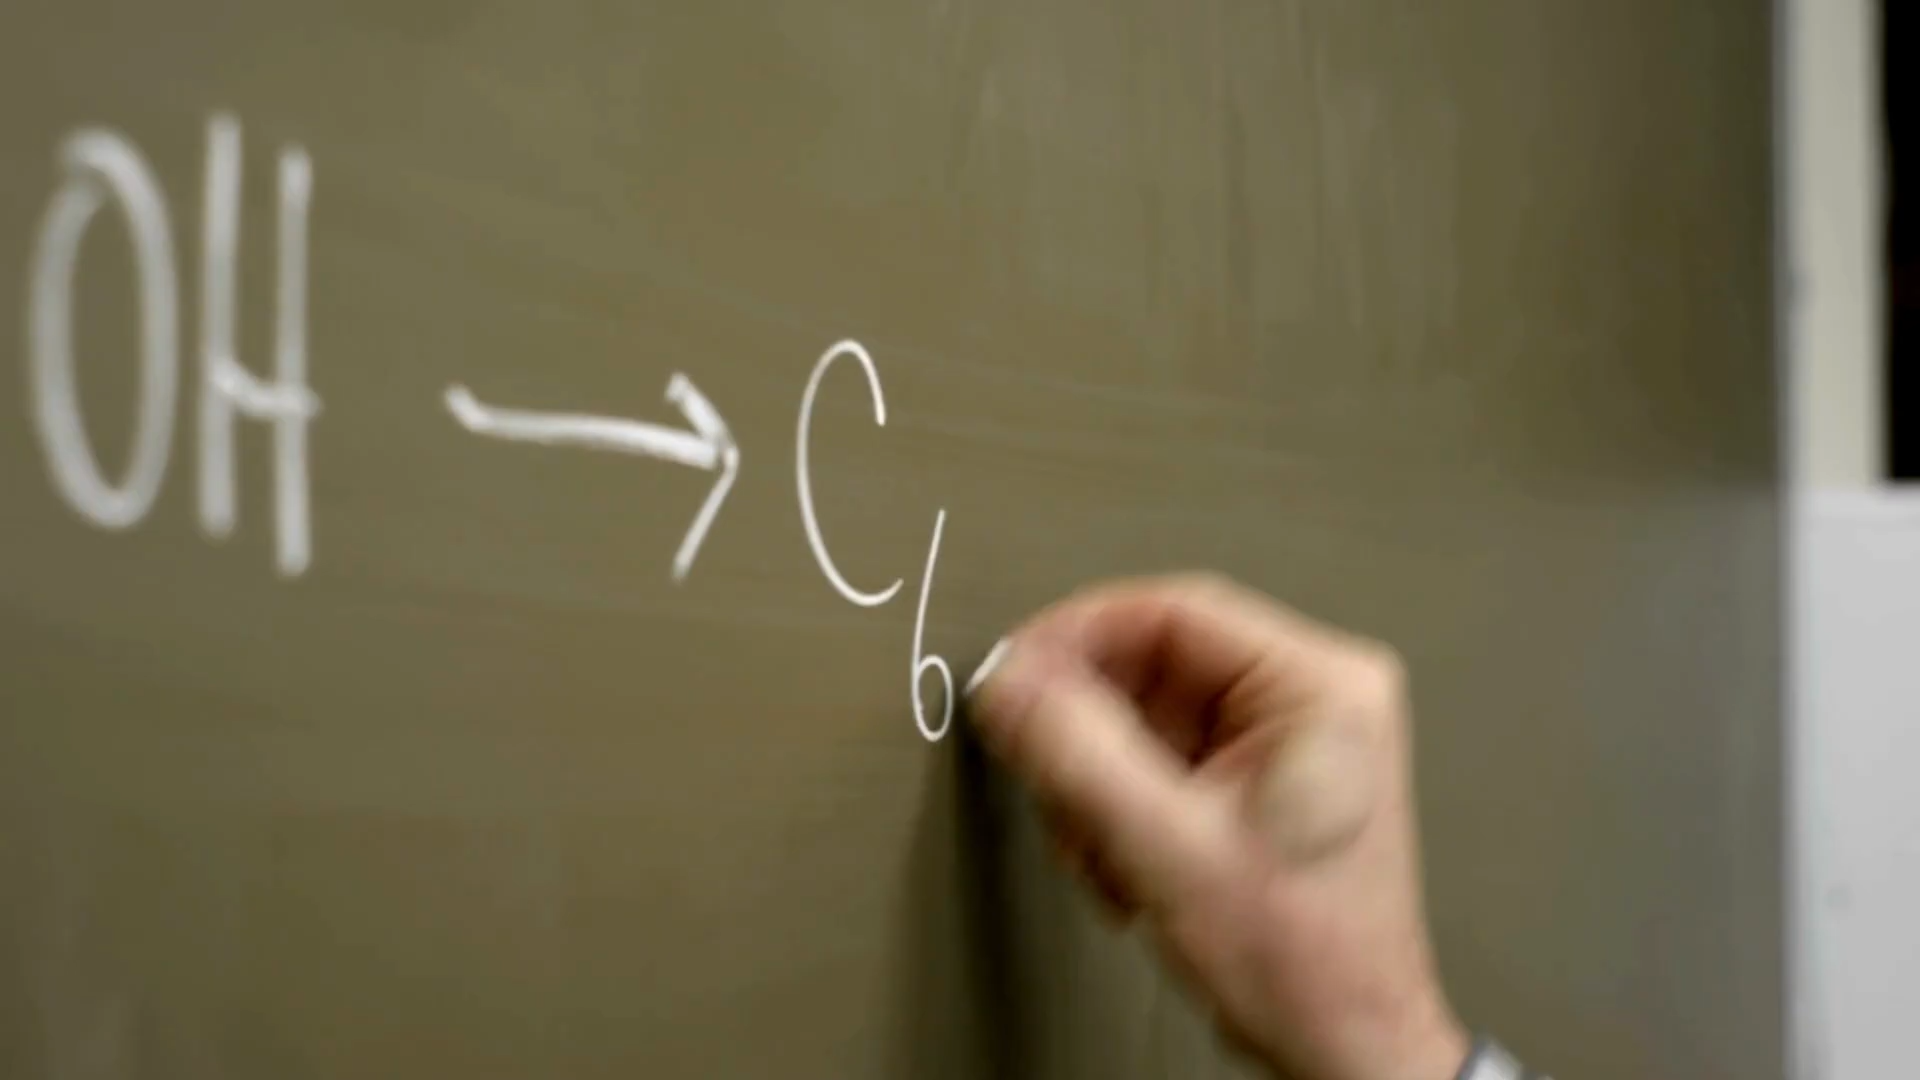 OH → C₆